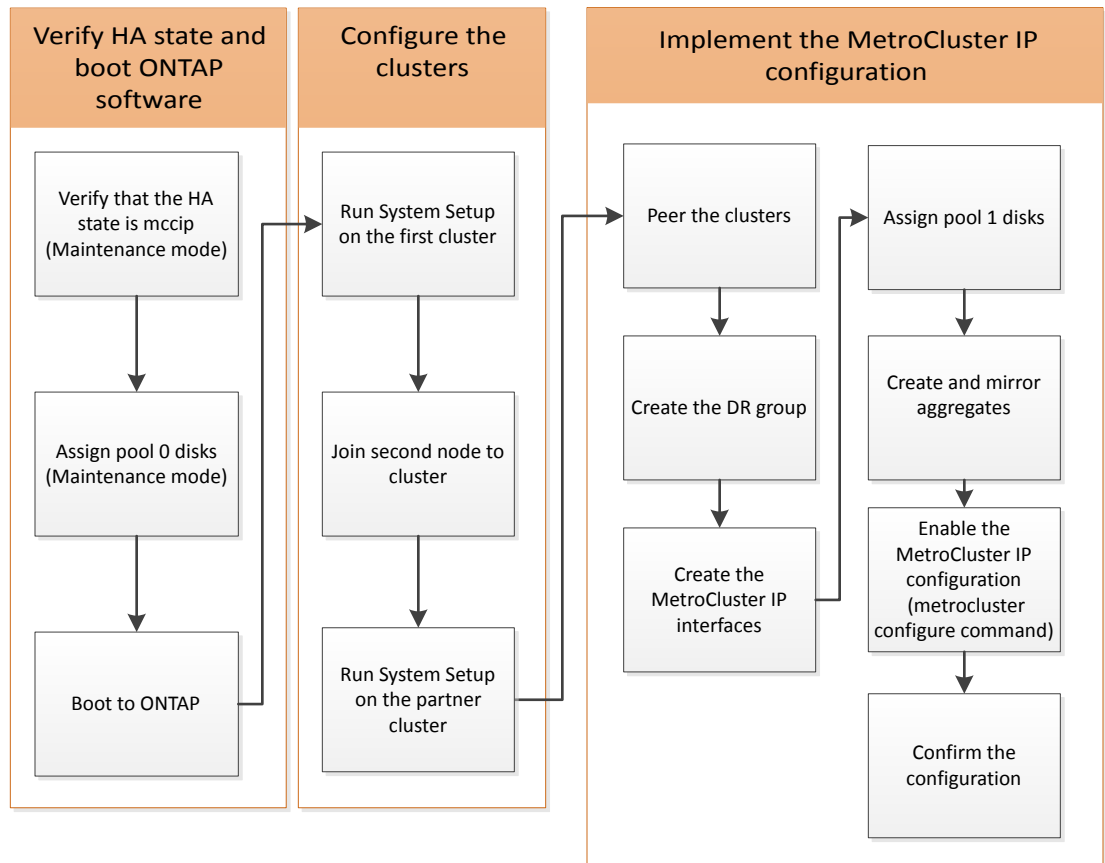 Verify HA state and
boot ONTAP
software
Verify that the HA
state is mccip
(Maintenance mode)
Assign pool 0 disks
(Maintenance mode)
Boot to ONTAP
Configure the
clusters
Run System Setup
on the first cluster
Join second node to
cluster
Run System Setup
on the partner
cluster
Implement the MetroCluster IP
configuration
Peer the clusters
Create the DR group
Create the
MetroCluster IP
interfaces
Assign pool 1 disks
Create and mirror
aggregates
Enable the
MetroCluster IP
configuration
(metrocluster
configure command)
Confirm the
configuration